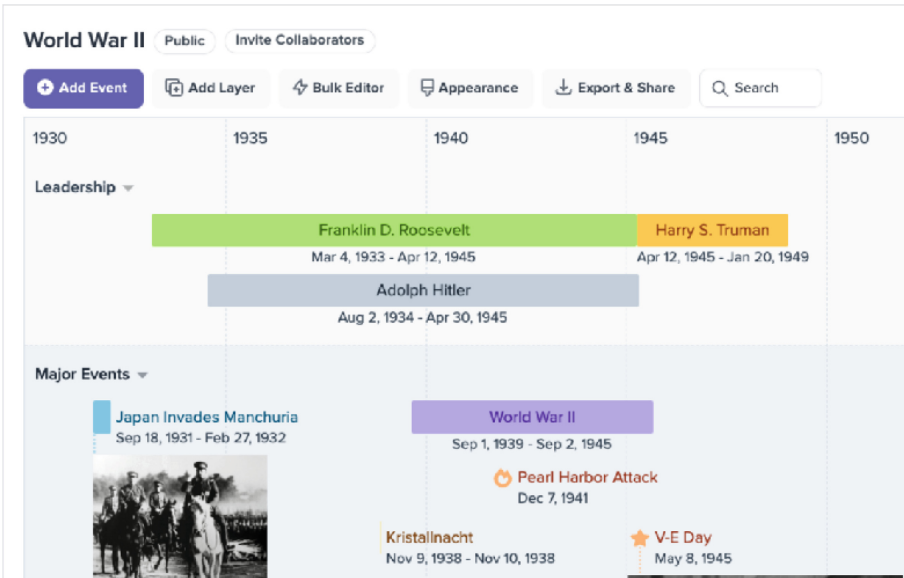 World War II Public Invite Collaborators
Add Event Add Layer Bulk Editor Appearance Export & Share Search
1930 1935 1940 1945 1950
Leadership
Franklin D. Roosevelt Harry S. Truman
Mar 4, 1933 - Apr 12, 1945 Apr 12, 1945 - Jan 20, 1949
Adolph Hitler
Aug 2, 1934 - Apr 30, 1945
Major Events
Japan Invades Manchuria World War II
Sep 18, 1931 - Feb 27, 1932 Sep 1, 1939 - Sep 2, 1945
Pearl Harbor Attack
Dec 7, 1941
Kristallnacht V-E Day
Nov 9, 1938 - Nov 10, 1938 May 8, 1945